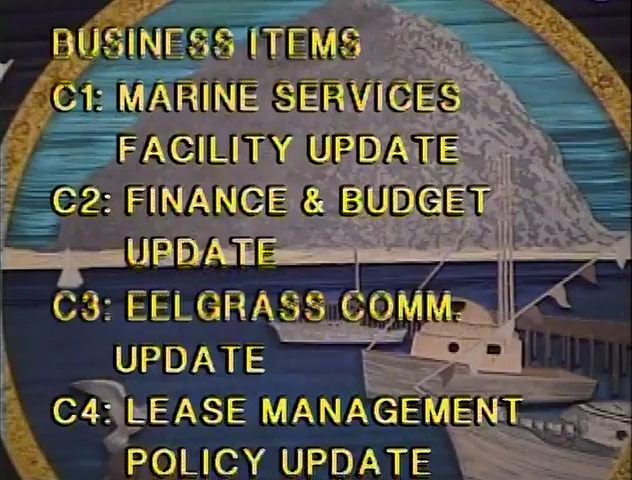 BUSINESS ITEMS
C1: MARINE SERVICES
FACILITY UPDATE
C2: FINANCE & BUDGET
UPDATE
C3: EELGRASS COMM.
UPDATE
C4: LEASE MANAGEMENT
POLICY UPDATE